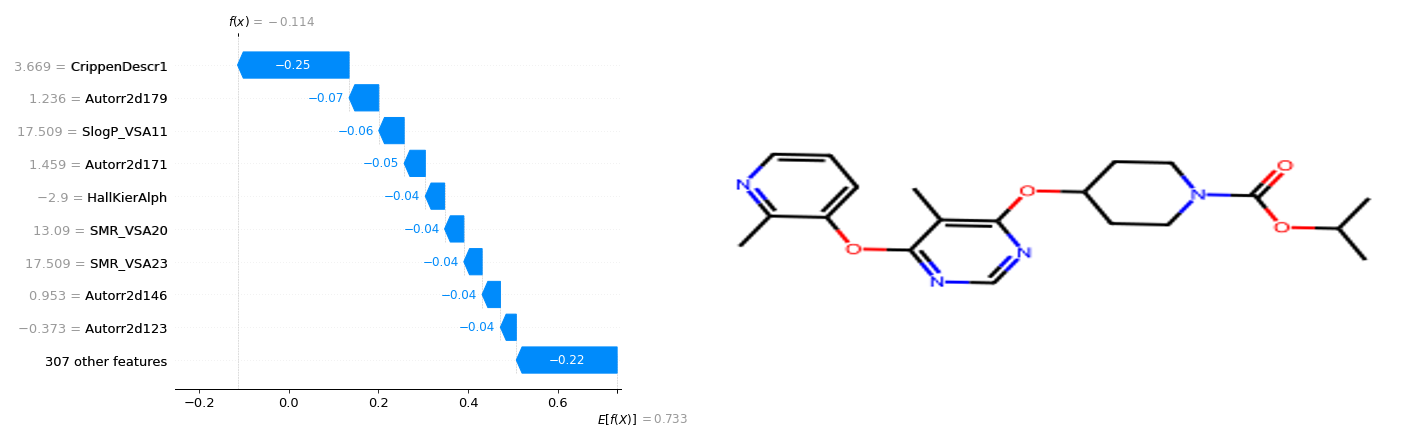 f(x) = −0.114
3.669 = CrippenDescr1 −0.25
1.236 = Autorr2d179 −0.07
17.509 = SlogP_VSA11 −0.06
1.459 = Autorr2d171 −0.05
−2.9 = HallKierAlph −0.04
13.09 = SMR_VSA20 −0.04
17.509 = SMR_VSA23 −0.04
0.953 = Autorr2d146 −0.04
−0.373 = Autorr2d123 −0.04
307 other features −0.22
−0.2 0.0 0.2 0.4 0.6
E[f(X)] = 0.733
N
O
N
N
O
N
O
O